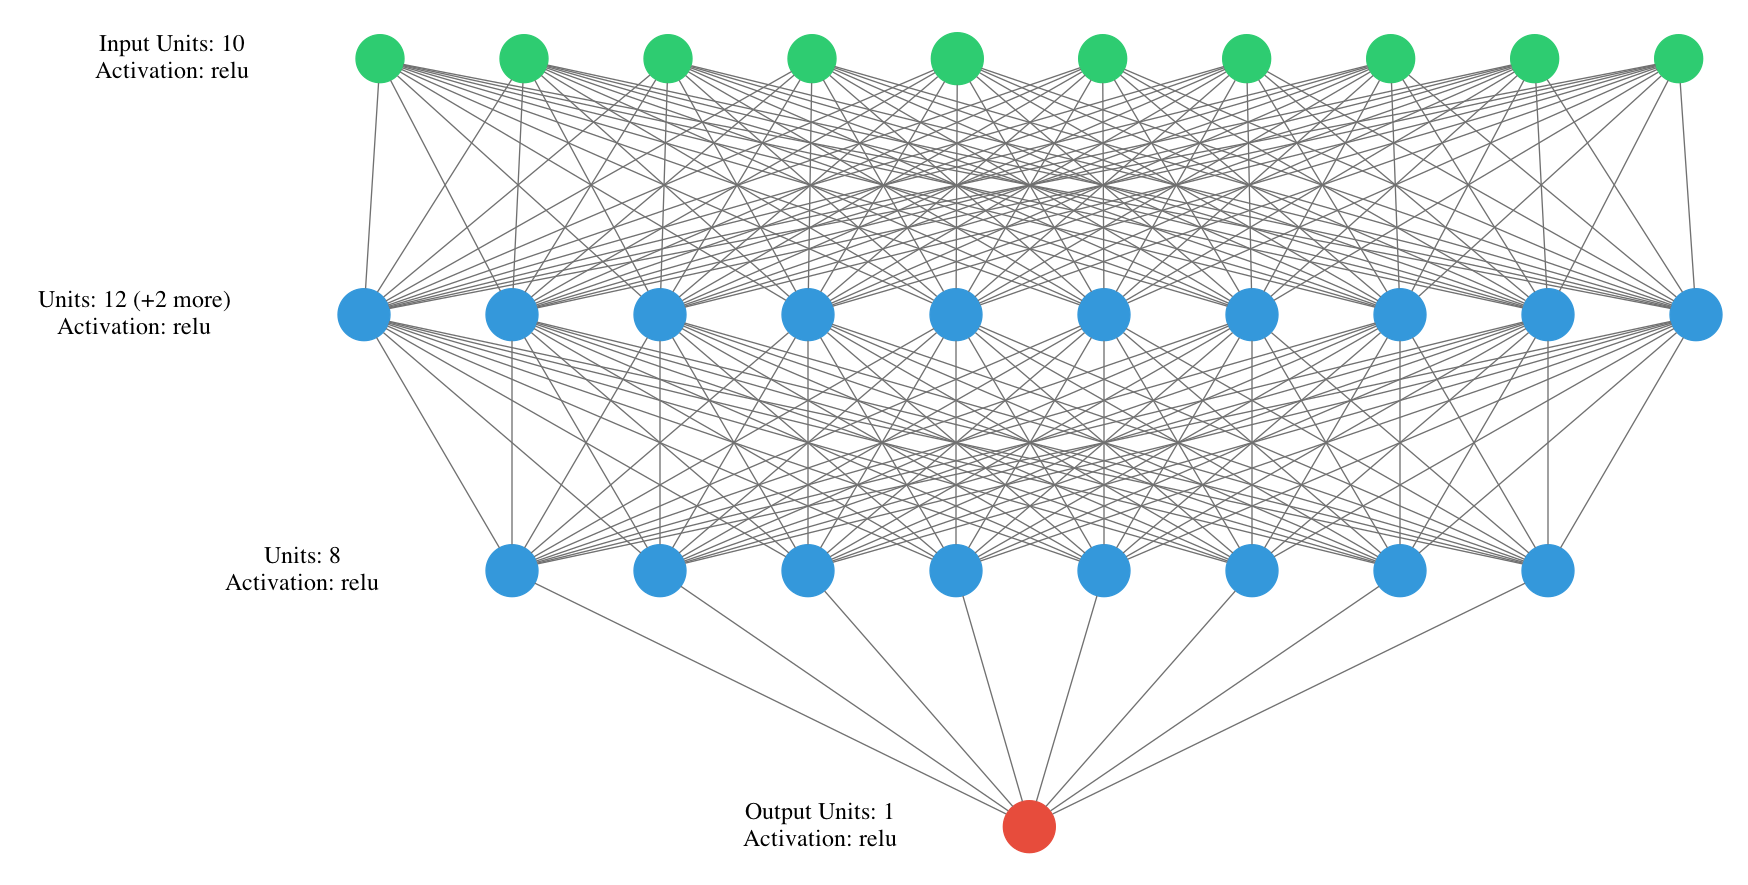 Input Units: 10
Activation: relu
Units: 12 (+2 more)
Activation: relu
Units: 8
Activation: relu
Output Units: 1
Activation: relu